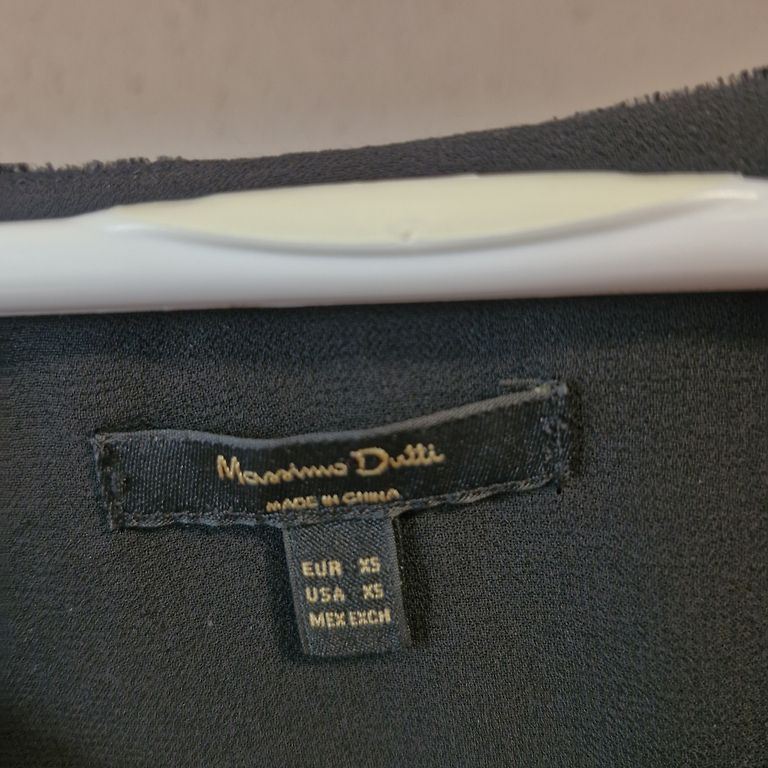 Massimo Dutti
MADE IN CHINA
EUR XS
USA XS
MEX EXCH